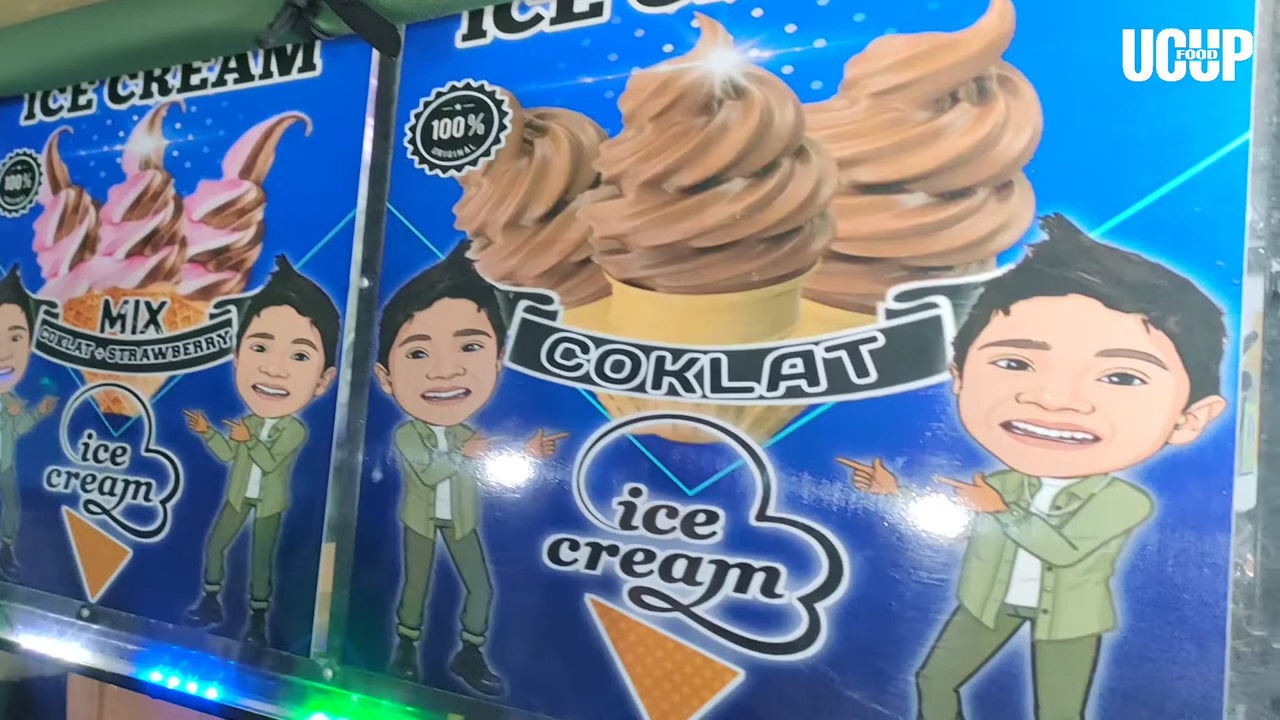 ICE CREAM
100%
MIX
COKLAT + STRAWBERRY
ice
cream
ICE
100%
ORIGINAL
COKLAT
ice
cream
UCUP
FOOD